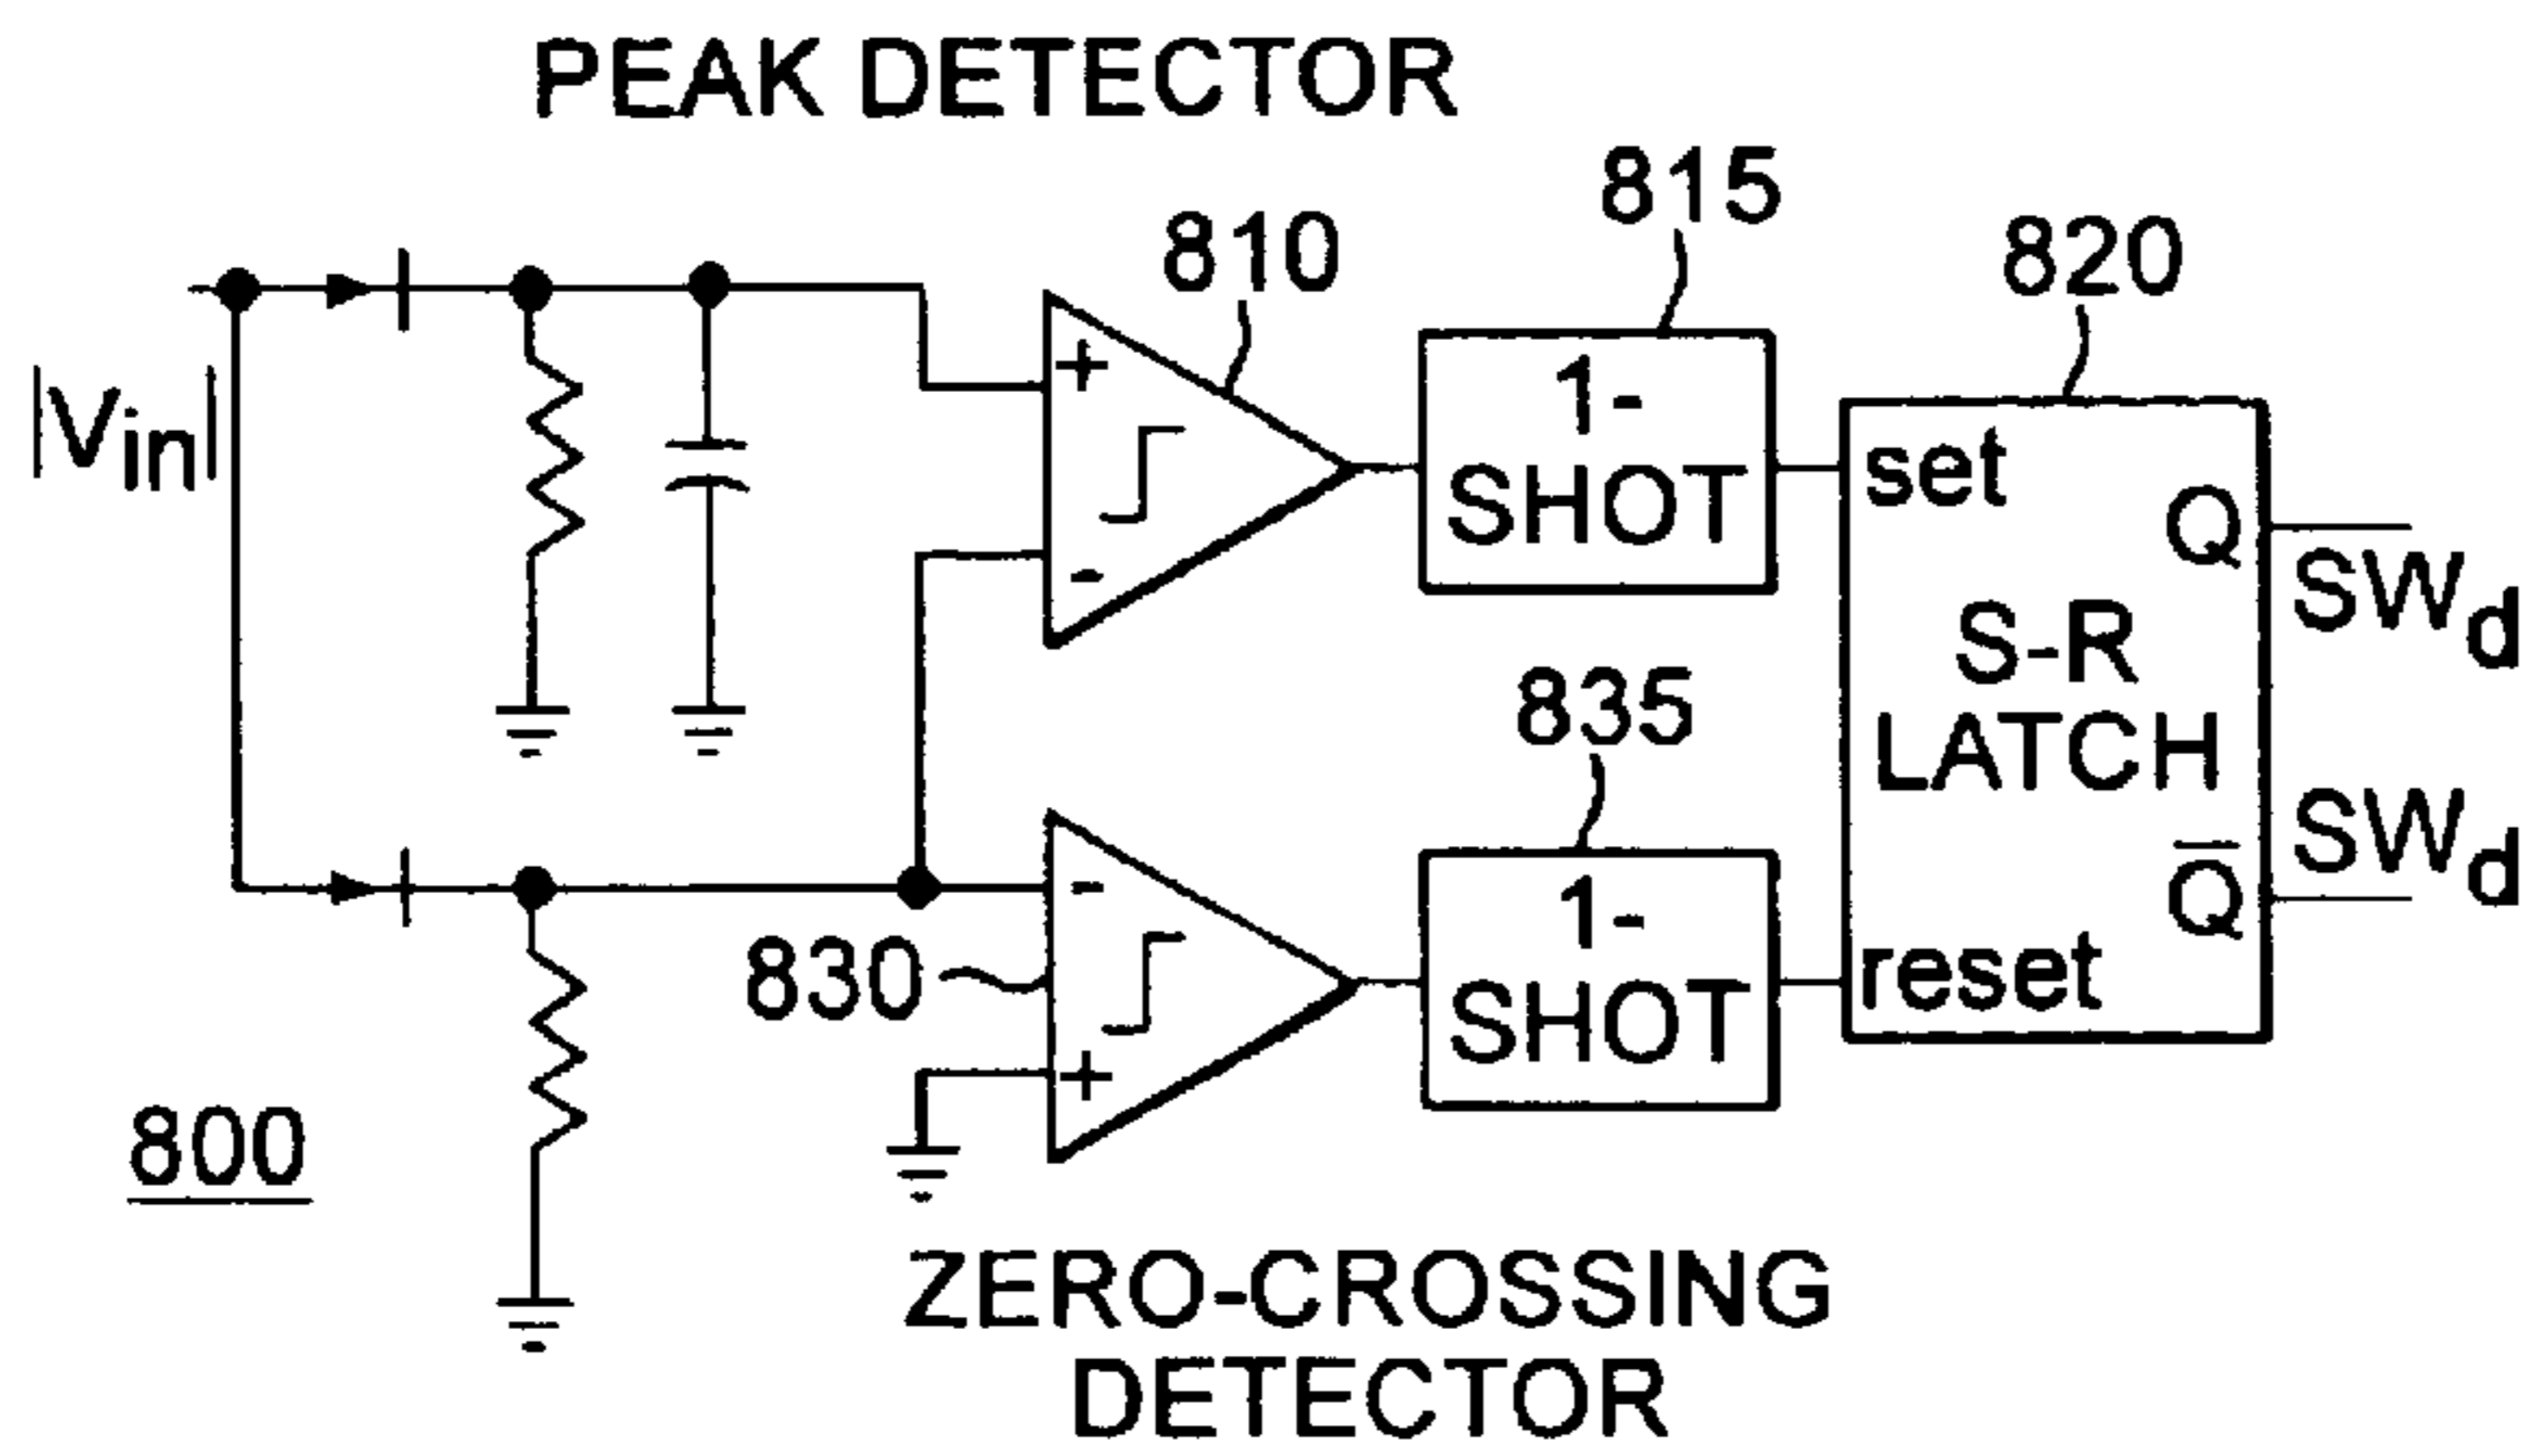 PEAK DETECTOR
815
810
820
|Vin|
+
-
1-
SHOT
set
Q
SWd
S-R
LATCH
835
Q̅
SWd
reset
830
-
+
1-
SHOT
800
ZERO-CROSSING
DETECTOR